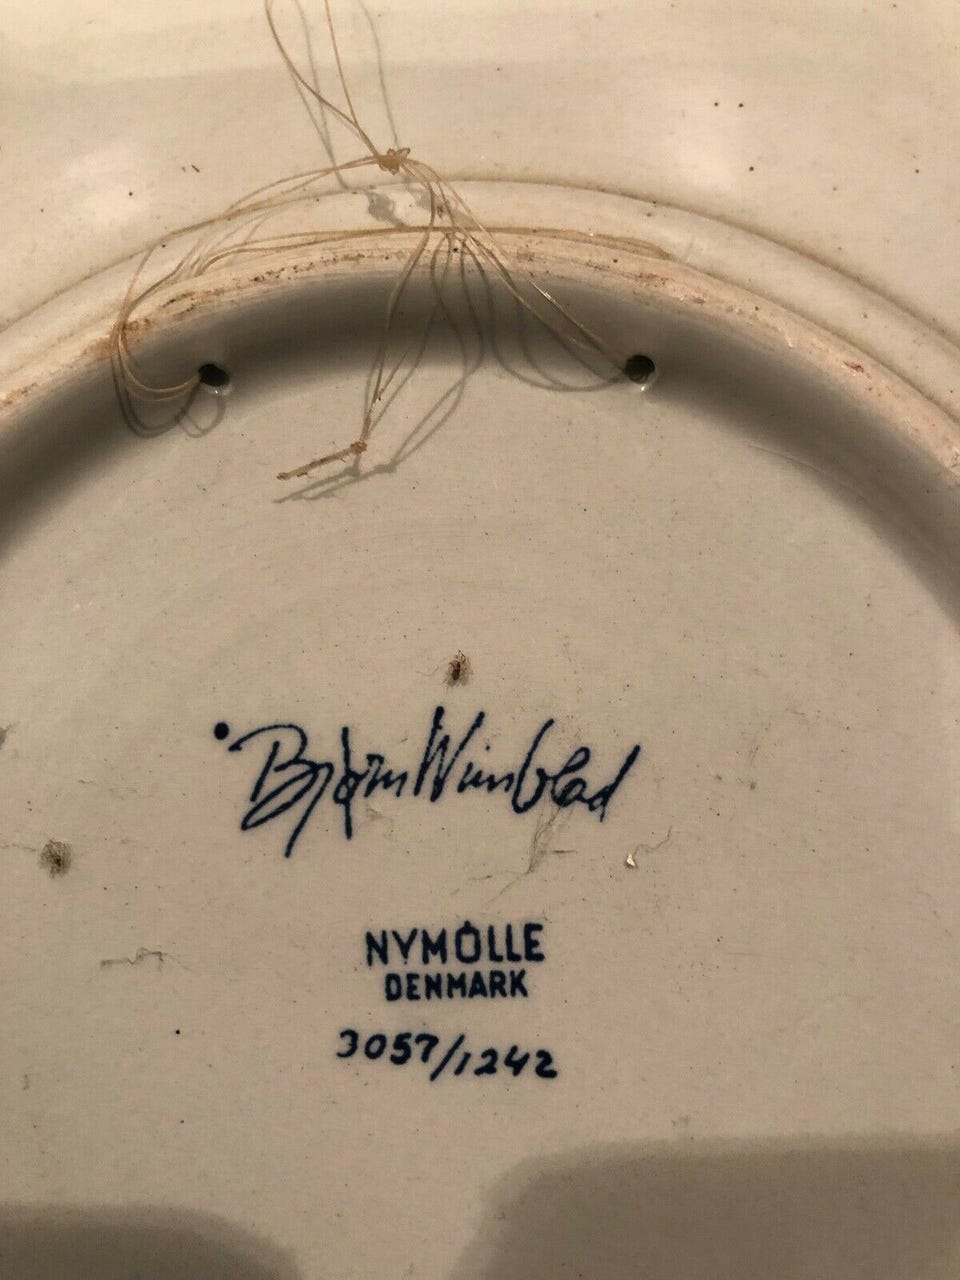 Bjørn Wiinblad
NYMÖLLE
DENMARK
3057/1242